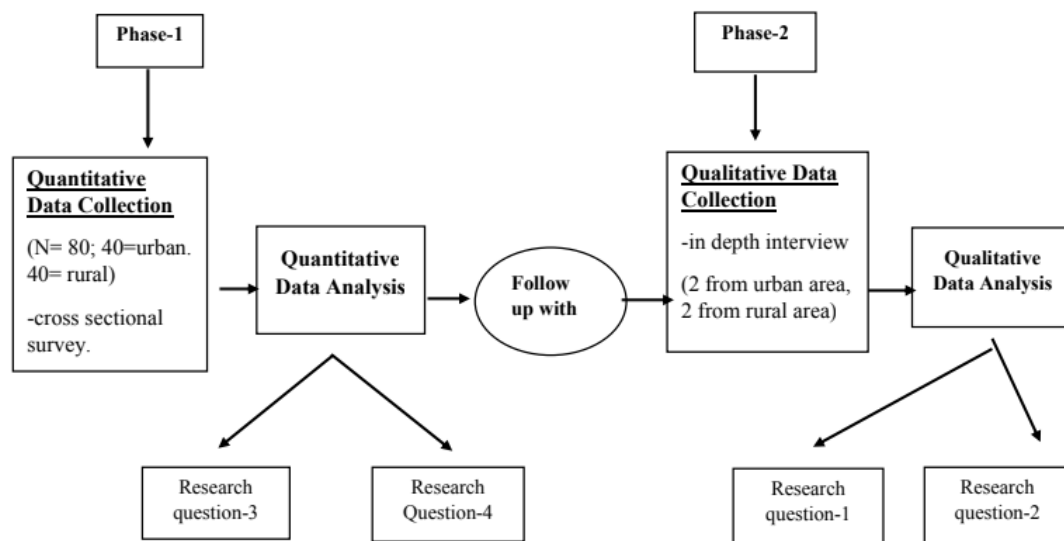 Phase-1
Phase-2
Quantitative
Data Collection
(N= 80; 40=urban.
40= rural)
-cross sectional
survey.
Quantitative
Data Analysis
Follow
up with
Qualitative Data
Collection
-in depth interview
(2 from urban area,
2 from rural area)
Qualitative
Data Analysis
Research
question-3
Research
Question-4
Research
question-1
Research
question-2